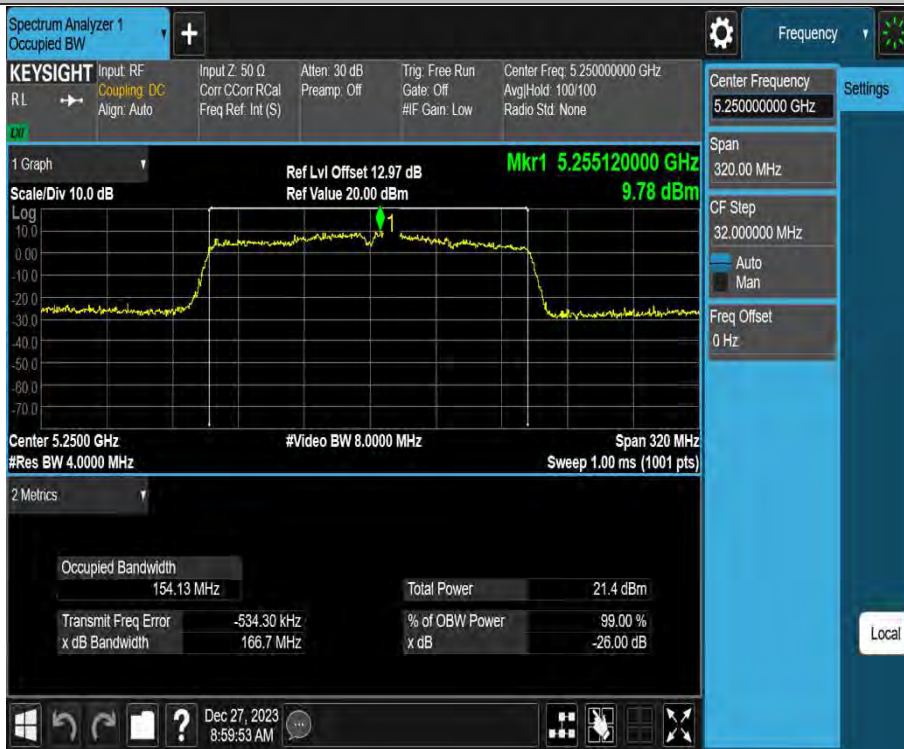 Spectrum Analyzer 1
Occupied BW
+
Frequency
KEYSIGHT
RL
LXI
Input: RF
Coupling: DC
Align: Auto
Input Z: 50 Ω
Corr CCorr RCal
Freq Ref: Int (S)
Atten: 30 dB
Preamp: Off
Trig: Free Run
Gate: Off
#IF Gain: Low
Center Freq: 5.250000000 GHz
Avg|Hold: 100/100
Radio Std: None
Center Frequency
5.250000000 GHz
Settings
Span
320.00 MHz
CF Step
32.000000 MHz
Auto
Man
Freq Offset
0 Hz
1 Graph
Scale/Div 10.0 dB
Ref Lvl Offset 12.97 dB
Ref Value 20.00 dBm
Mkr1 5.255120000 GHz
9.78 dBm
Log
10.0
0.00
-10.0
-20.0
-30.0
-40.0
-50.0
-60.0
-70.0
1
Center 5.2500 GHz
#Video BW 8.0000 MHz
Span 320 MHz
#Res BW 4.0000 MHz
Sweep 1.00 ms (1001 pts)
2 Metrics
Occupied Bandwidth
154.13 MHz
Total Power 21.4 dBm
Transmit Freq Error -534.30 kHz
% of OBW Power 99.00 %
x dB Bandwidth 166.7 MHz
x dB -26.00 dB
Local
?
Dec 27, 2023
8:59:53 AM